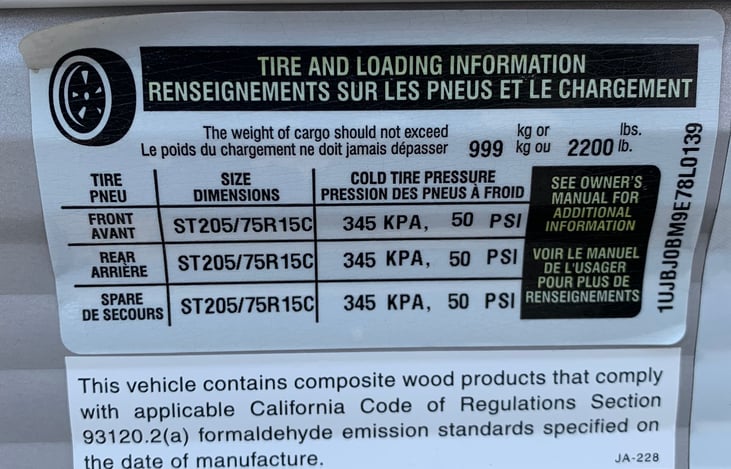 TIRE AND LOADING INFORMATION
RENSEIGNEMENTS SUR LES PNEUS ET LE CHARGEMENT
The weight of cargo should not exceed 999 kg or 2200 lbs.
Le poids du chargement ne doit jamais dépasser kg ou lb.
TIRE SIZE COLD TIRE PRESSURE
PNEU DIMENSIONS PRESSION DES PNEUS À FROID
FRONT
AVANT
ST205/75R15C 345 KPA, 50 PSI
REAR
ARRIÈRE
ST205/75R15C 345 KPA, 50 PSI
SPARE
DE SECOURS
ST205/75R15C 345 KPA, 50 PSI
SEE OWNER'S
MANUAL FOR
ADDITIONAL
INFORMATION
VOIR LE MANUEL
DE L'USAGER
POUR PLUS DE
RENSEIGNEMENTS
1UJBJ0BM9E78L0139
This vehicle contains composite wood products that comply
with applicable California Code of Regulations Section
93120.2(a) formaldehyde emission standards specified on
the date of manufacture.
JA-228